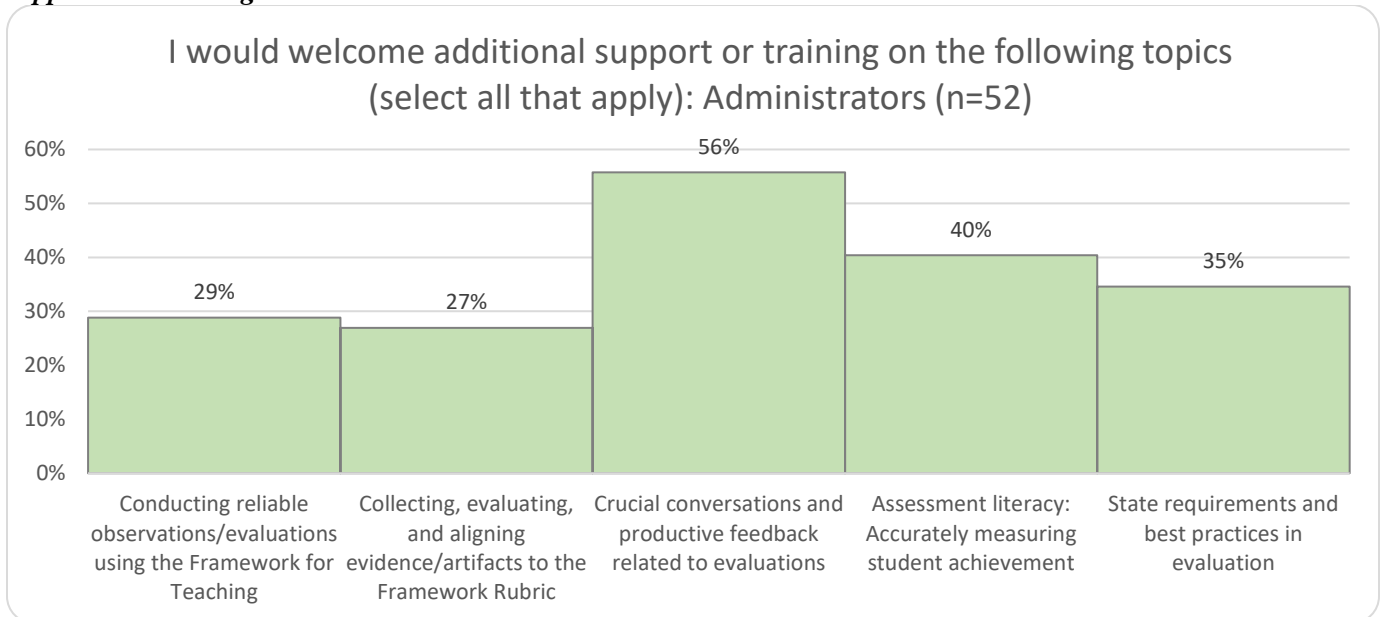 I would welcome additional support or training on the following topics
(select all that apply): Administrators (n=52)
60%
50%
40%
30%
20%
10%
0%
29%
27%
56%
40%
35%
Conducting reliable
observations/evaluations
using the Framework for
Teaching
Collecting, evaluating,
and aligning
evidence/artifacts to the
Framework Rubric
Crucial conversations and
productive feedback
related to evaluations
Assessment literacy:
Accurately measuring
student achievement
State requirements and
best practices in
evaluation